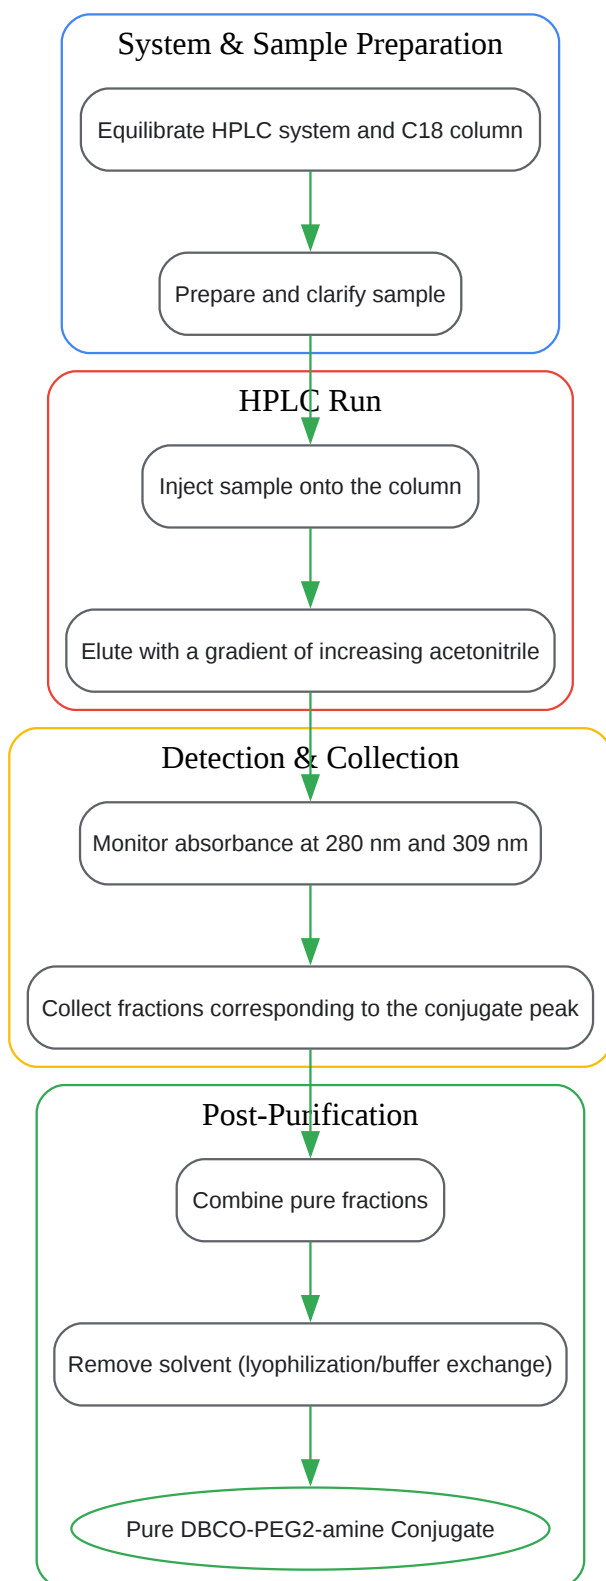 System & Sample Preparation
Equilibrate HPLC system and C18 column
Prepare and clarify sample
HPLC Run
Inject sample onto the column
Elute with a gradient of increasing acetonitrile
Detection & Collection
Monitor absorbance at 280 nm and 309 nm
Collect fractions corresponding to the conjugate peak
Post-Purification
Combine pure fractions
Remove solvent (lyophilization/buffer exchange)
Pure DBCO-PEG2-amine Conjugate